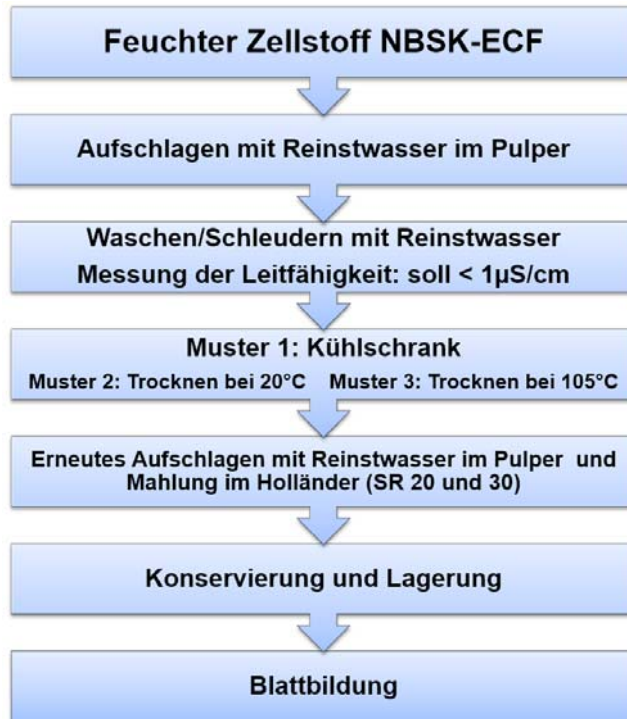 Feuchter Zellstoff NBSK-ECF
Aufschlagen mit Reinstwasser im Pulper
Waschen/Schleudern mit Reinstwasser
Messung der Leitfähigkeit: soll < 1µS/cm
Muster 1: Kühlschrank
Muster 2: Trocknen bei 20°C Muster 3: Trocknen bei 105°C
Erneutes Aufschlagen mit Reinstwasser im Pulper und
Mahlung im Holländer (SR 20 und 30)
Konservierung und Lagerung
Blattbildung